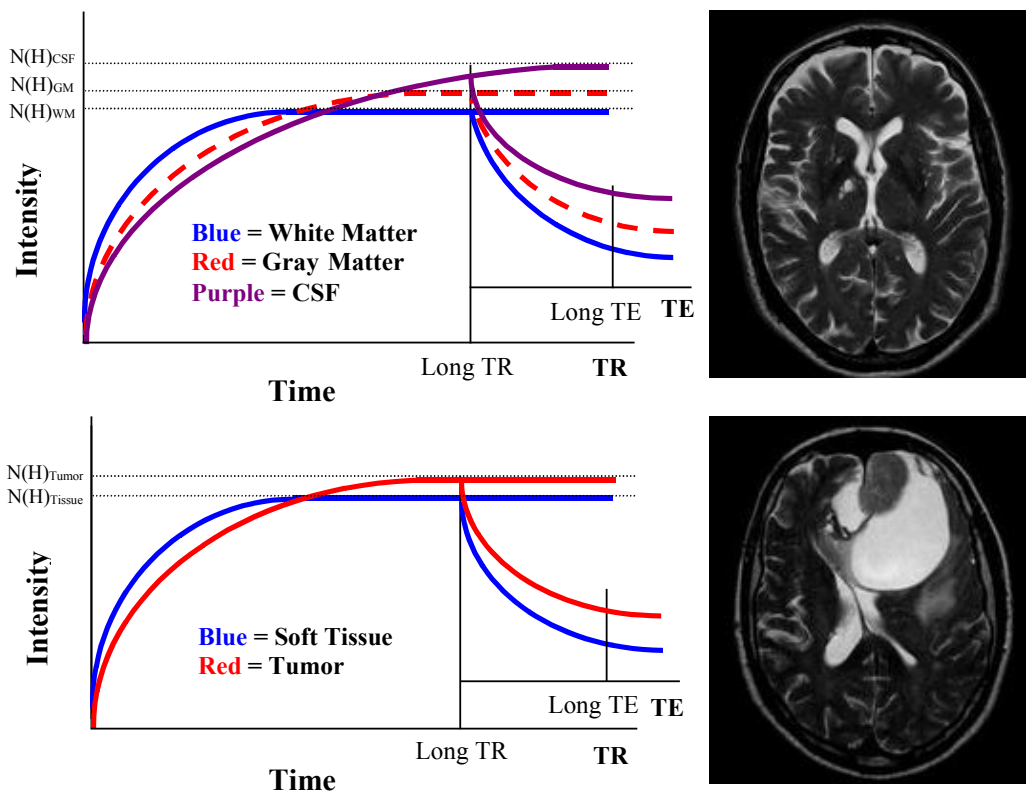 N(H)CSF
N(H)GM
N(H)WM
Intensity
Blue = White Matter
Red = Gray Matter
Purple = CSF
Long TE TE
Long TR TR
Time
N(H)Tumor
N(H)Tissue
Intensity
Blue = Soft Tissue
Red = Tumor
Long TE TE
Long TR TR
Time